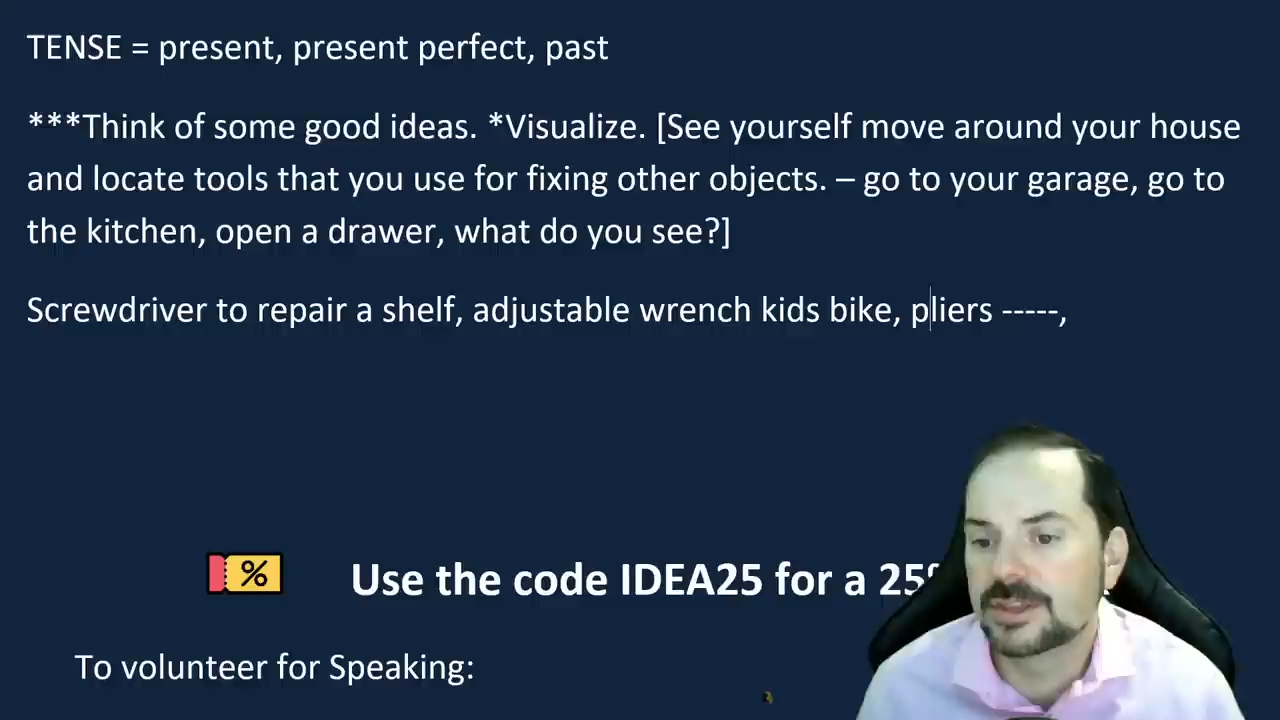 TENSE = present, present perfect, past
***Think of some good ideas. *Visualize. [See yourself move around your house
and locate tools that you use for fixing other objects. – go to your garage, go to
the kitchen, open a drawer, what do you see?]
Screwdriver to repair a shelf, adjustable wrench kids bike, pliers -----,
% Use the code IDEA25 for a 25%
To volunteer for Speaking: